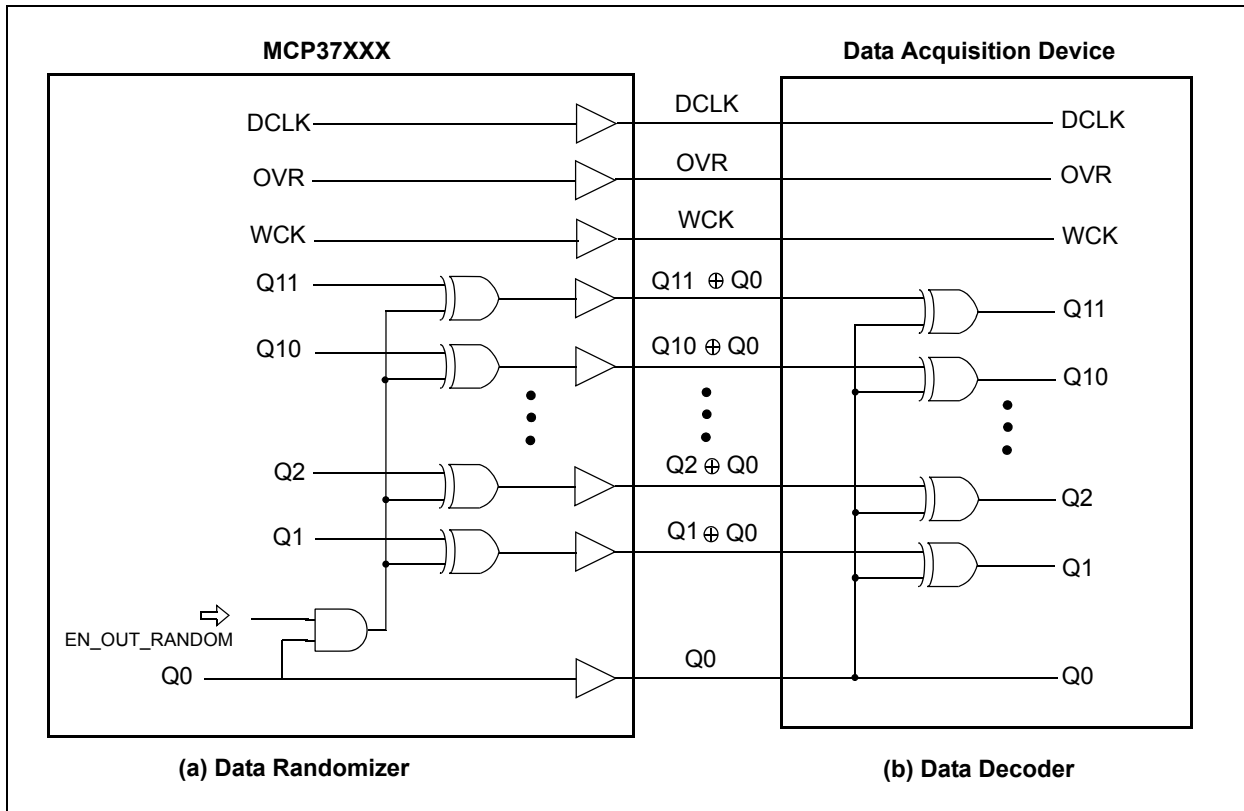 MCP37XXX
Data Acquisition Device
DCLK
DCLK
DCLK
OVR
OVR
OVR
WCK
WCK
WCK
Q11
Q11 ⊕ Q0
Q11
Q10
Q10 ⊕ Q0
Q10
Q2
Q2 ⊕ Q0
Q2
Q1
Q1 ⊕ Q0
Q1
EN_OUT_RANDOM
Q0
Q0
Q0
(a) Data Randomizer
(b) Data Decoder